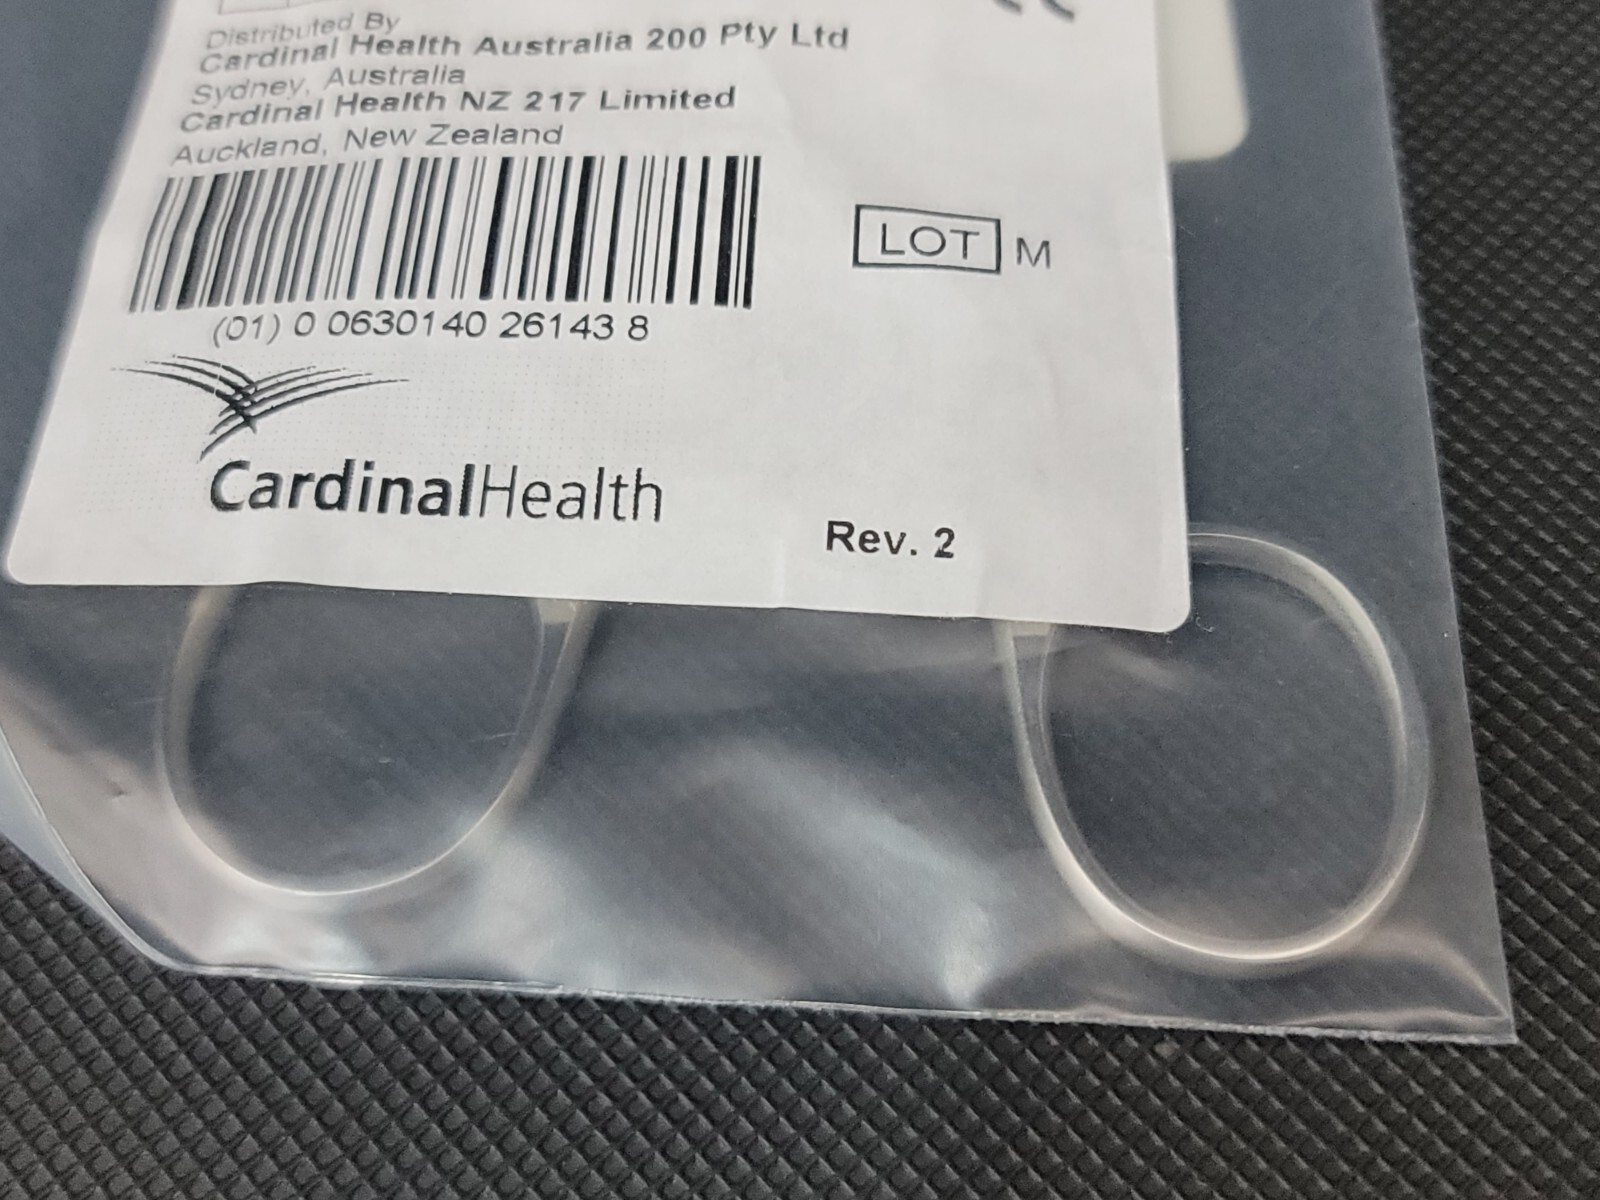 Distributed By
Cardinal Health Australia 200 Pty Ltd
Sydney, Australia
Cardinal Health NZ 217 Limited
Auckland, New Zealand
LOT M
(01) 0 0630140 26143 8
CardinalHealth
Rev. 2